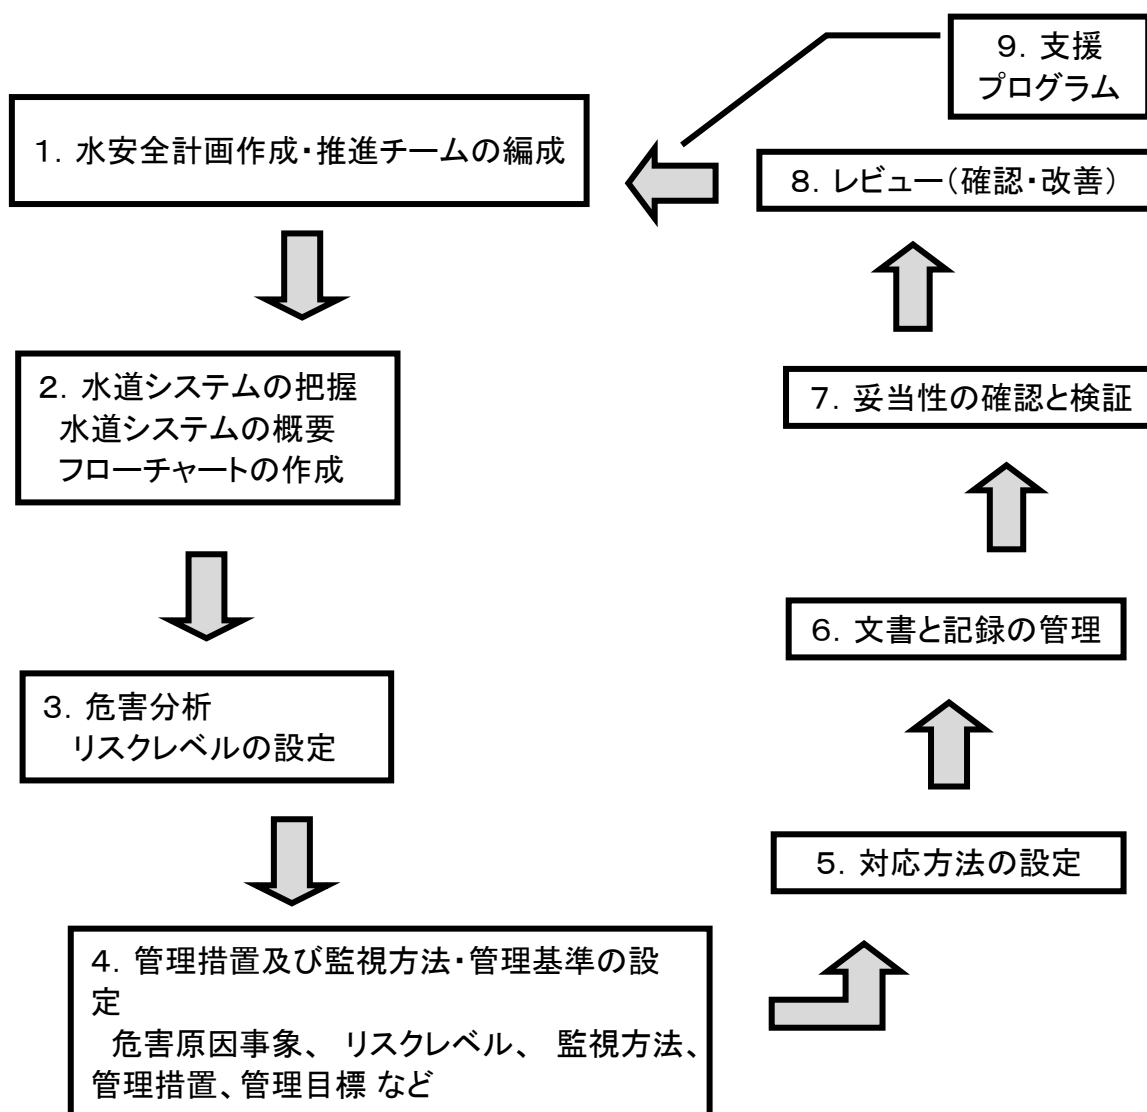 1．水安全計画作成・推進チームの編成
2．水道システムの把握
水道システムの概要
フローチャートの作成
3．危害分析
リスクレベルの設定
4．管理措置及び監視方法・管理基準の設
定
危害原因事象、 リスクレベル、 監視方法、
管理措置、管理目標 など
5．対応方法の設定
6．文書と記録の管理
7．妥当性の確認と検証
8．レビュー（確認・改善）
9．支援
プログラム